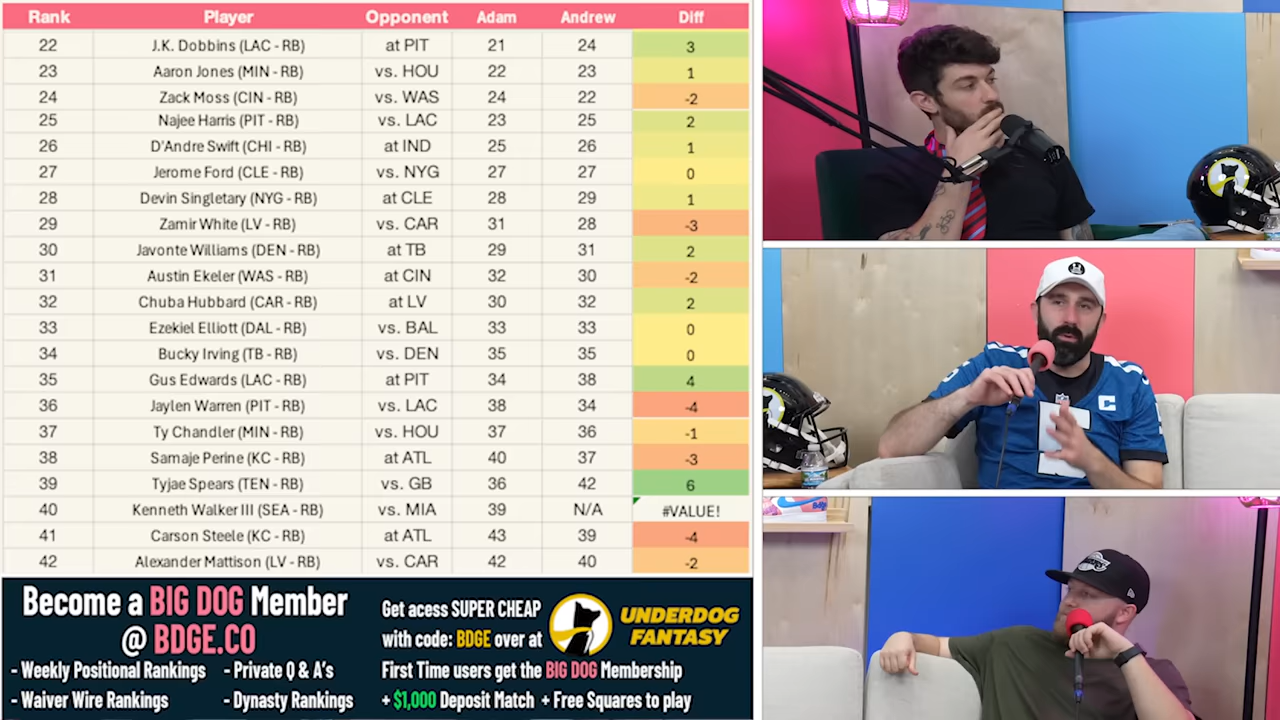 Rank Player Opponent Adam Andrew Diff
22 J.K. Dobbins (LAC - RB) at PIT 21 24 3
23 Aaron Jones (MIN - RB) vs. HOU 22 23 1
24 Zack Moss (CIN - RB) vs. WAS 24 22 -2
25 Najee Harris (PIT - RB) vs. LAC 23 25 2
26 D'Andre Swift (CHI - RB) at IND 25 26 1
27 Jerome Ford (CLE - RB) vs. NYG 27 27 0
28 Devin Singletary (NYG - RB) at CLE 28 29 1
29 Zamir White (LV - RB) vs. CAR 31 28 -3
30 Javonte Williams (DEN - RB) at TB 29 31 2
31 Austin Ekeler (WAS - RB) at CIN 32 30 -2
32 Chuba Hubbard (CAR - RB) at LV 30 32 2
33 Ezekiel Elliott (DAL - RB) vs. BAL 33 33 0
34 Bucky Irving (TB - RB) vs. DEN 35 35 0
35 Gus Edwards (LAC - RB) at PIT 34 38 4
36 Jaylen Warren (PIT - RB) vs. LAC 38 34 -4
37 Ty Chandler (MIN - RB) vs. HOU 37 36 -1
38 Samaje Perine (KC - RB) at ATL 40 37 -3
39 Tyjae Spears (TEN - RB) vs. GB 36 42 6
40 Kenneth Walker III (SEA - RB) vs. MIA 39 N/A #VALUE!
41 Carson Steele (KC - RB) at ATL 43 39 -4
42 Alexander Mattison (LV - RB) vs. CAR 42 40 -2
Become a BIG DOG Member
@ BDGE.CO
- Weekly Positional Rankings - Private Q & A's
- Waiver Wire Rankings - Dynasty Rankings
Get acess SUPER CHEAP
with code: BDGE over at
UNDERDOG
FANTASY
First Time users get the BIG DOG Membership
+ $1,000 Deposit Match + Free Squares to play
C